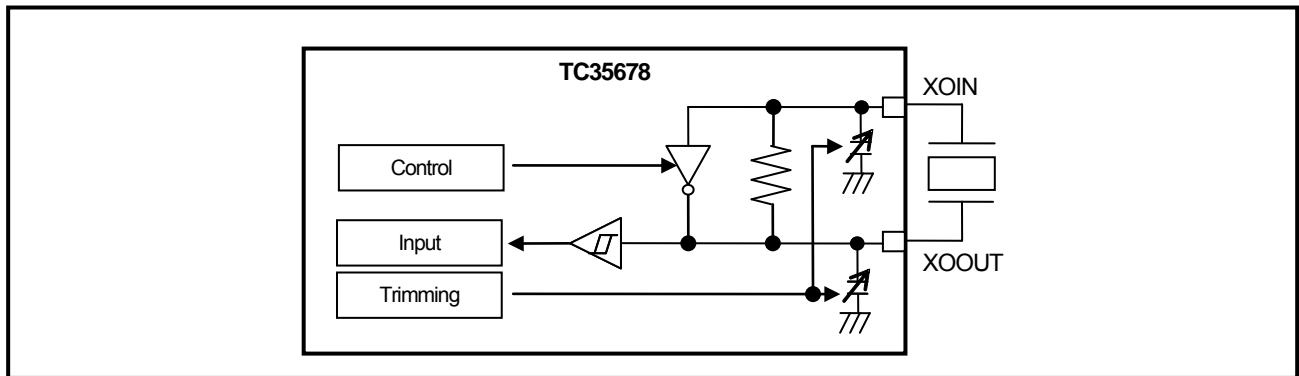 TC35678
XOIN
Control
Input
XOOUT
Trimming